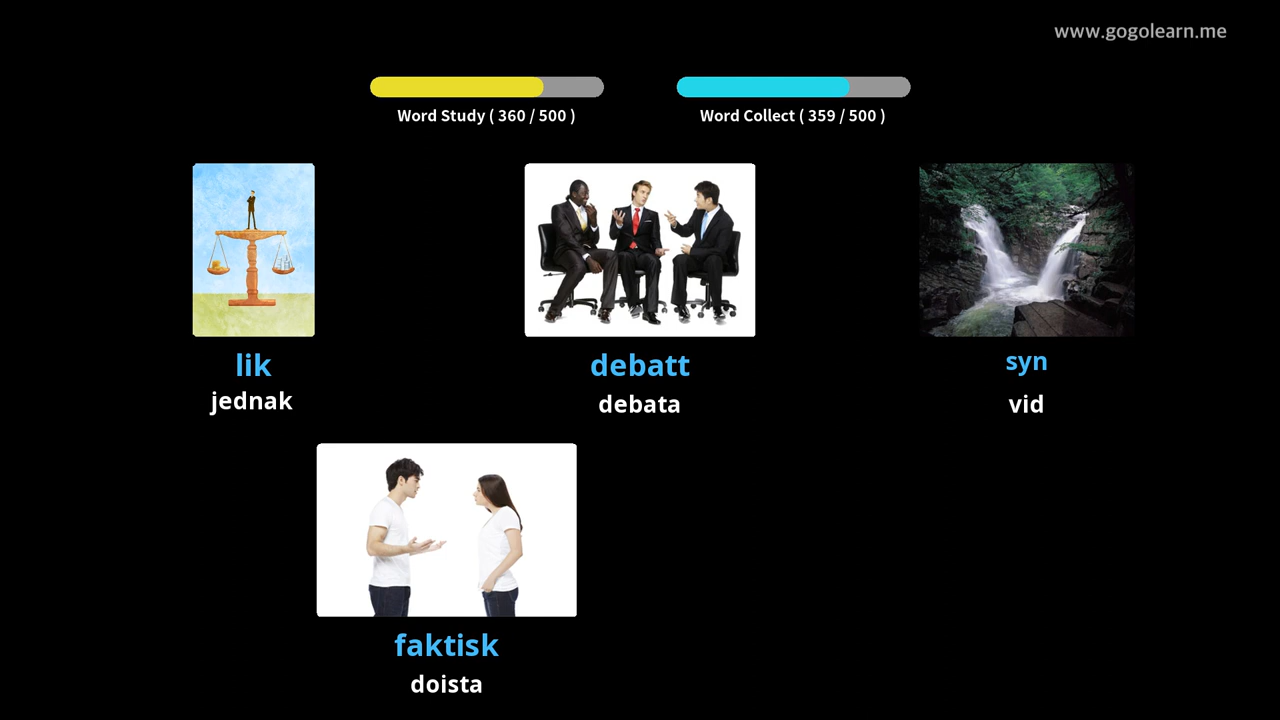 www.gogolearn.me
Word Study ( 360 / 500 )
Word Collect ( 359 / 500 )
lik
jednak
debatt
debata
syn
vid
faktisk
doista